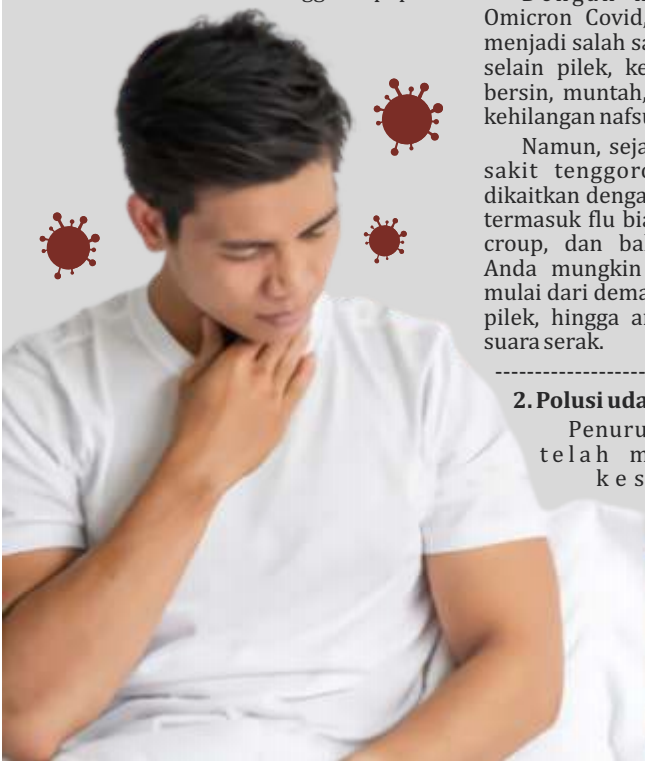 Omicron Covid,
menjadi salah sa
selain pilek, ke
bersin, muntah,
kehilangan nafsu
Namun, seja
sakit tenggoro
dikaitkan denga
termasuk flu bia
croup, dan ba
Anda mungkin
mulai dari dema
pilek, hingga a
suara serak.
2. Polusi uda
Penuru
telah m
kes